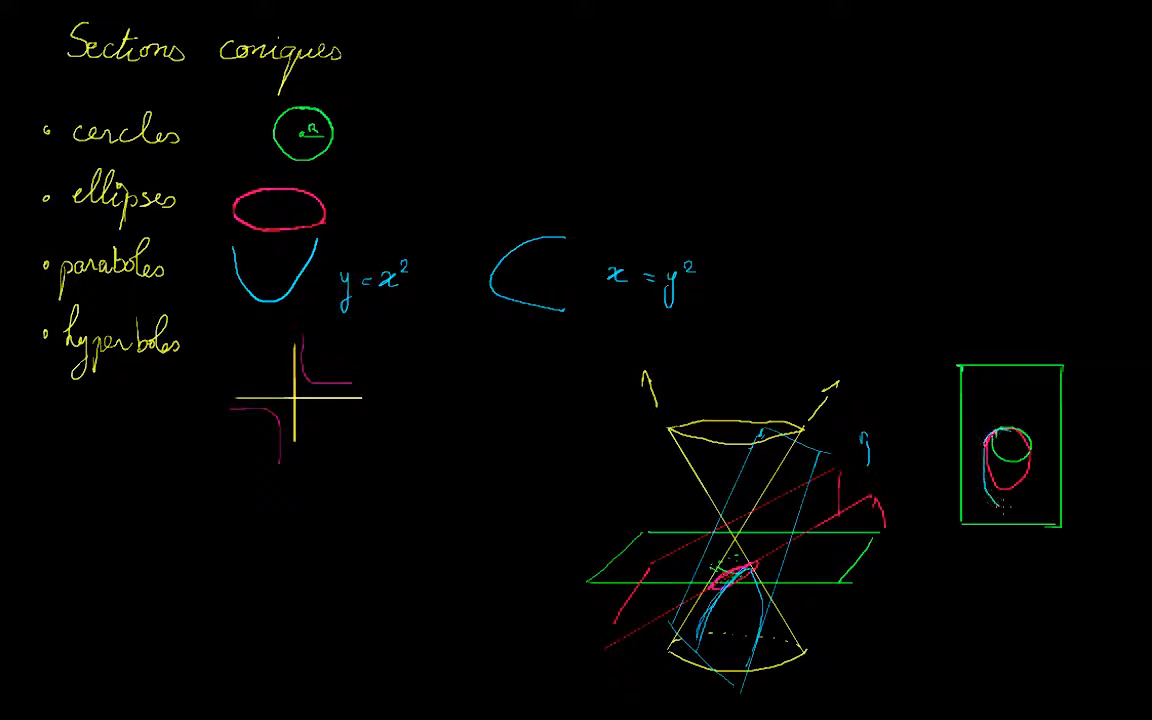 Sections coniques
• cercles
R
• ellipses
• paraboles
y = x²
x = y²
• hyperboles